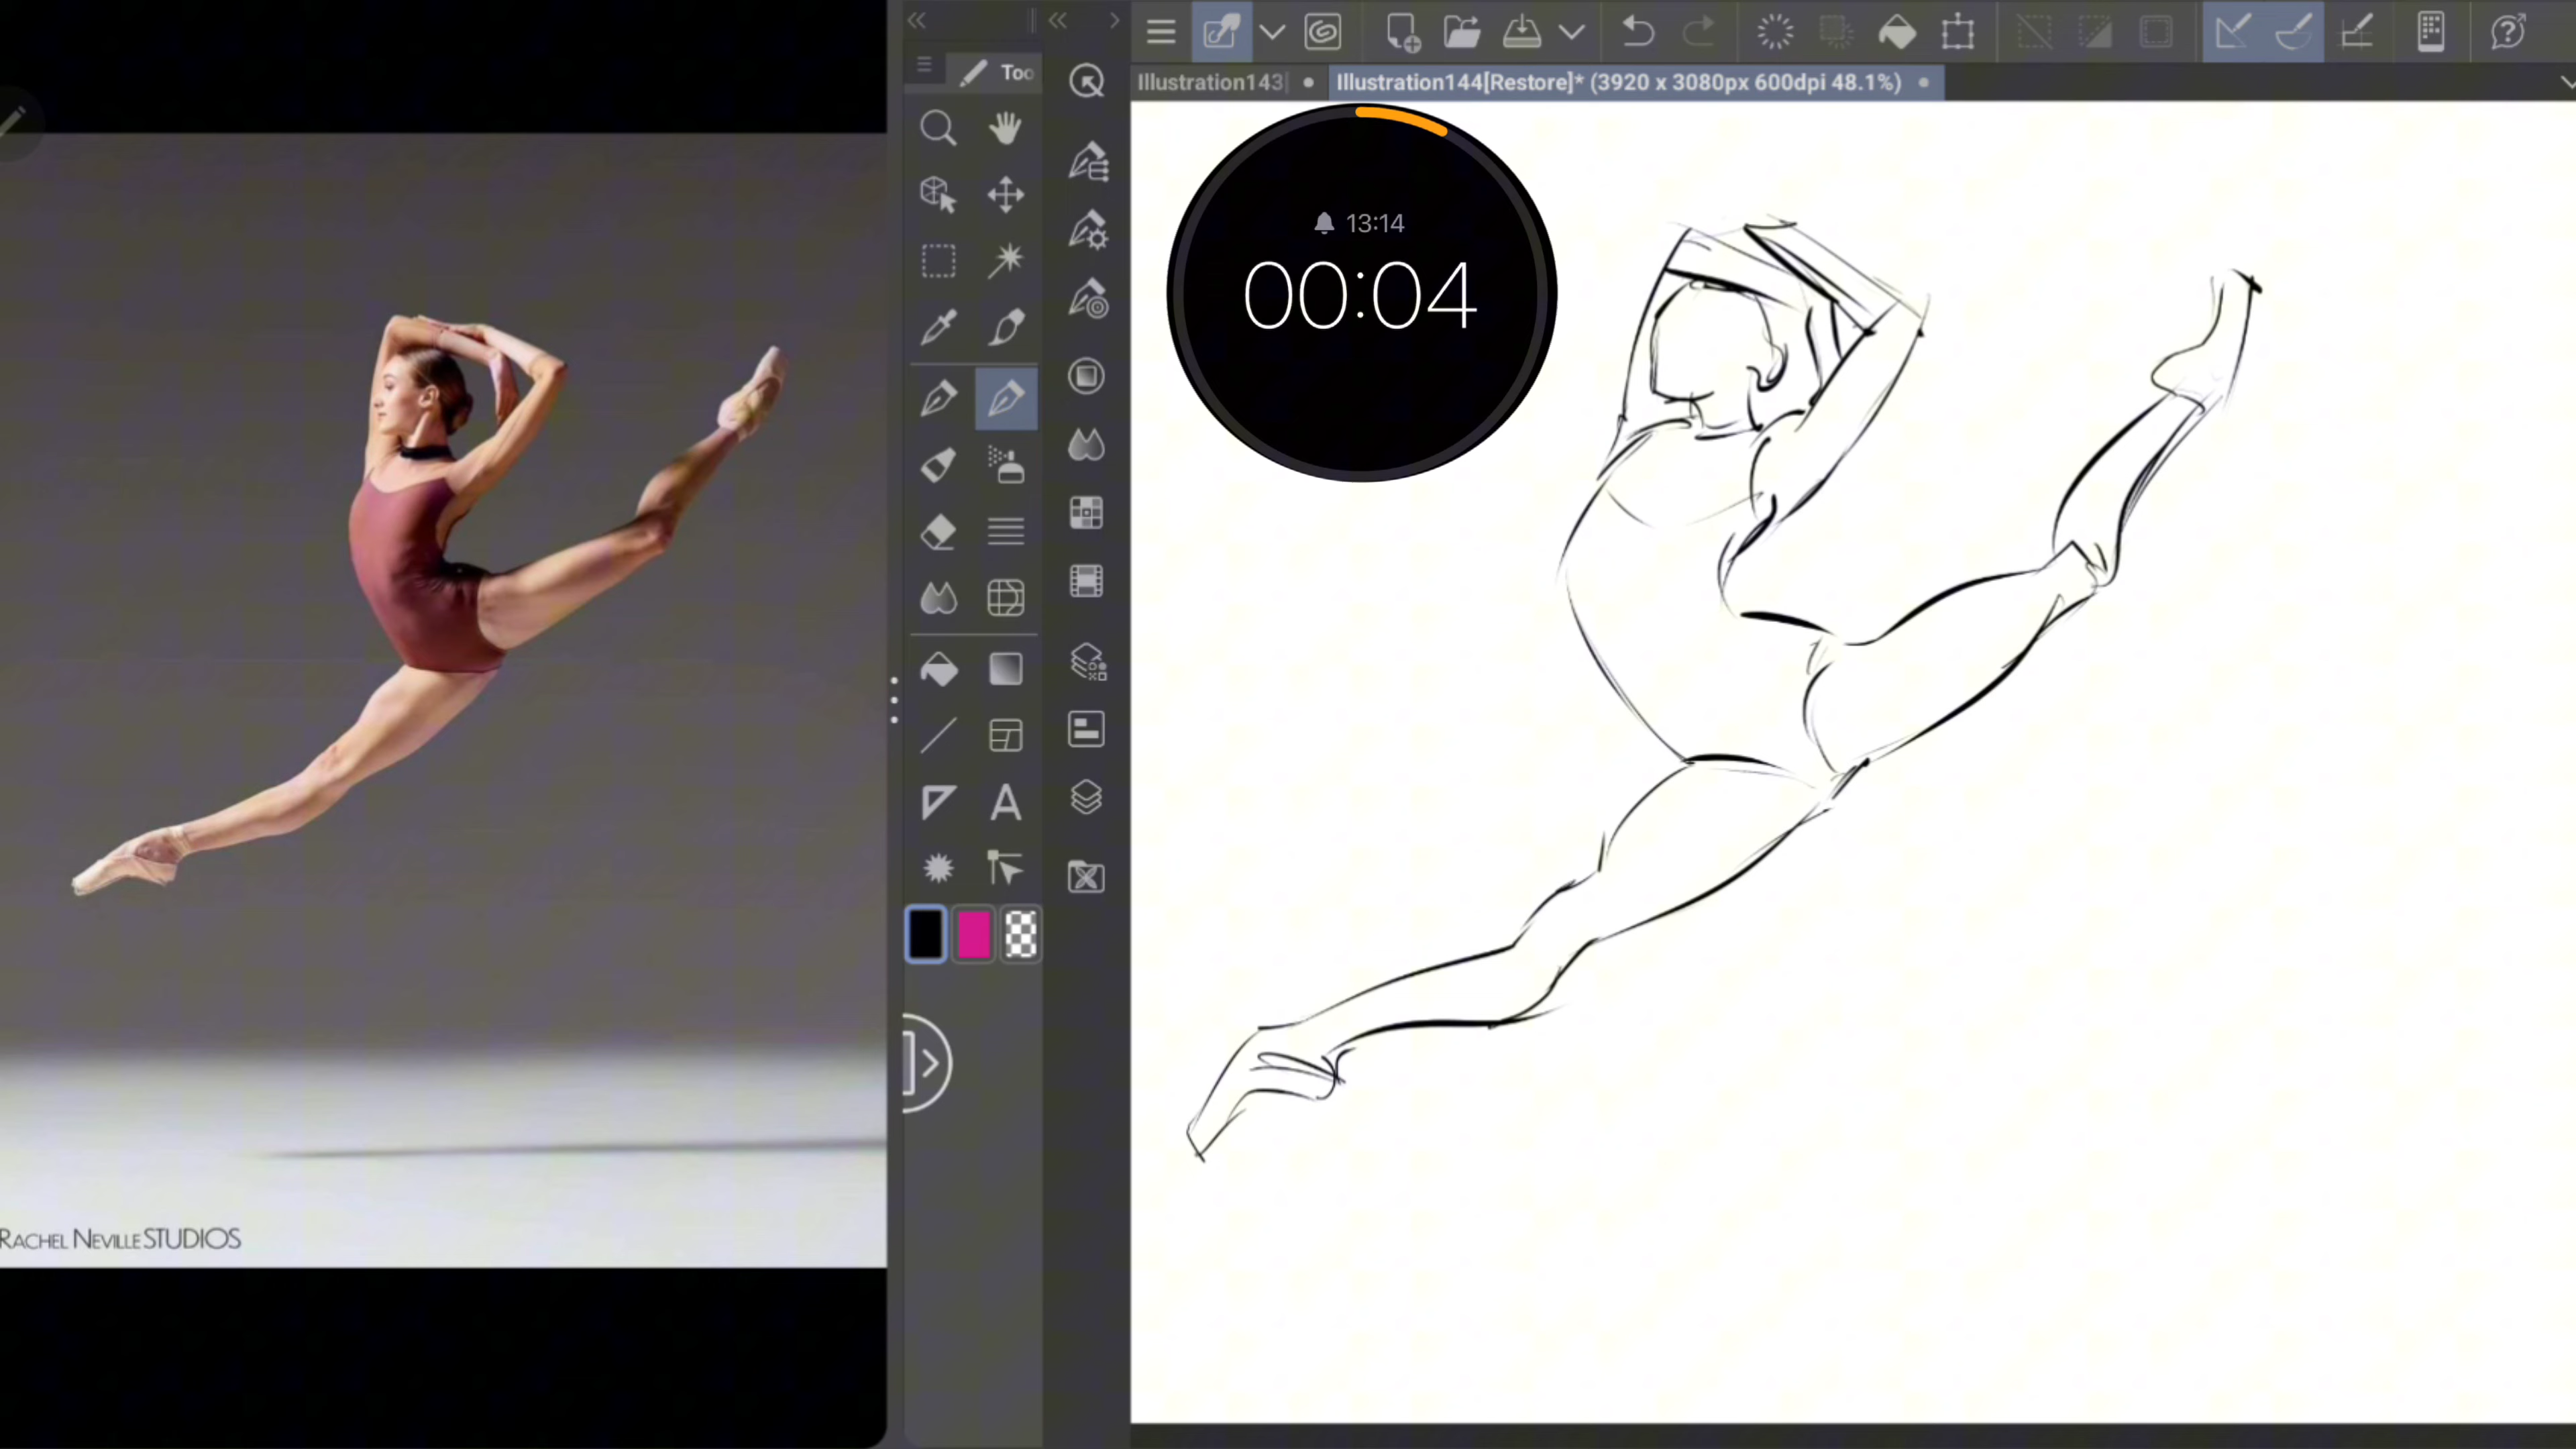 Too
Illustration143
Illustration144[Restore]* (3920 x 3080px 600dpi 48.1%)
13:14
00:04
A
RACHEL NEVILLE STUDIOS